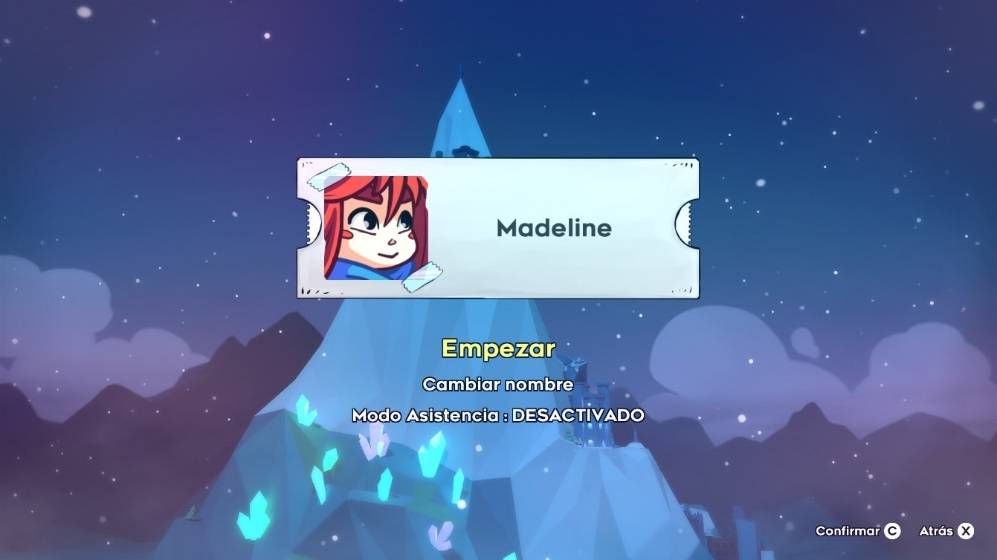 Madeline
Empezar
Cambiar nombre
Modo Asistencia : DESACTIVADO
Confirmar C Atrás X